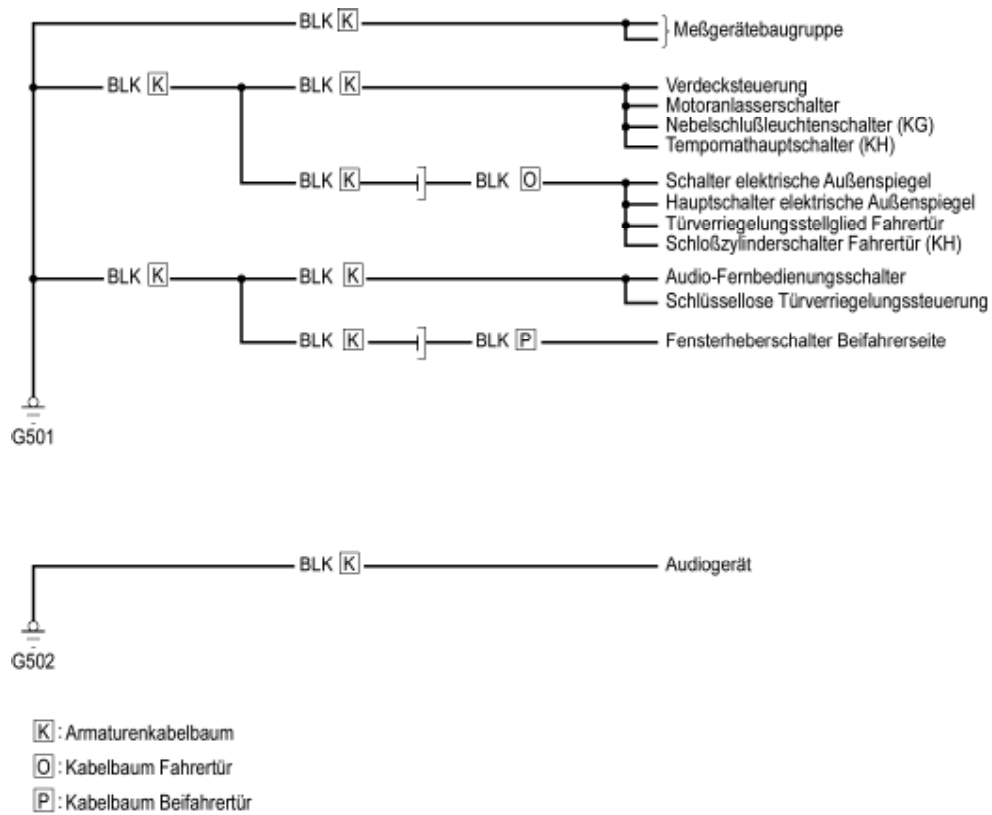 BLK K
Meßgerätebaugruppe
BLK K BLK K Verdecksteuerung
Motoranlasserschalter
Nebelschlußleuchtenschalter (KG)
Tempomathauptschalter (KH)
BLK K BLK O Schalter elektrische Außenspiegel
Hauptschalter elektrische Außenspiegel
Türverriegelungsstellglied Fahrertür
Schloßzylinderschalter Fahrertür (KH)
BLK K BLK K Audio-Fernbedienungsschalter
Schlüssellose Türverriegelungssteuerung
BLK K BLK P Fensterheberschalter Beifahrerseite
G501
BLK K Audiogerät
G502
K : Armaturenkabelbaum
O : Kabelbaum Fahrertür
P : Kabelbaum Beifahrertür